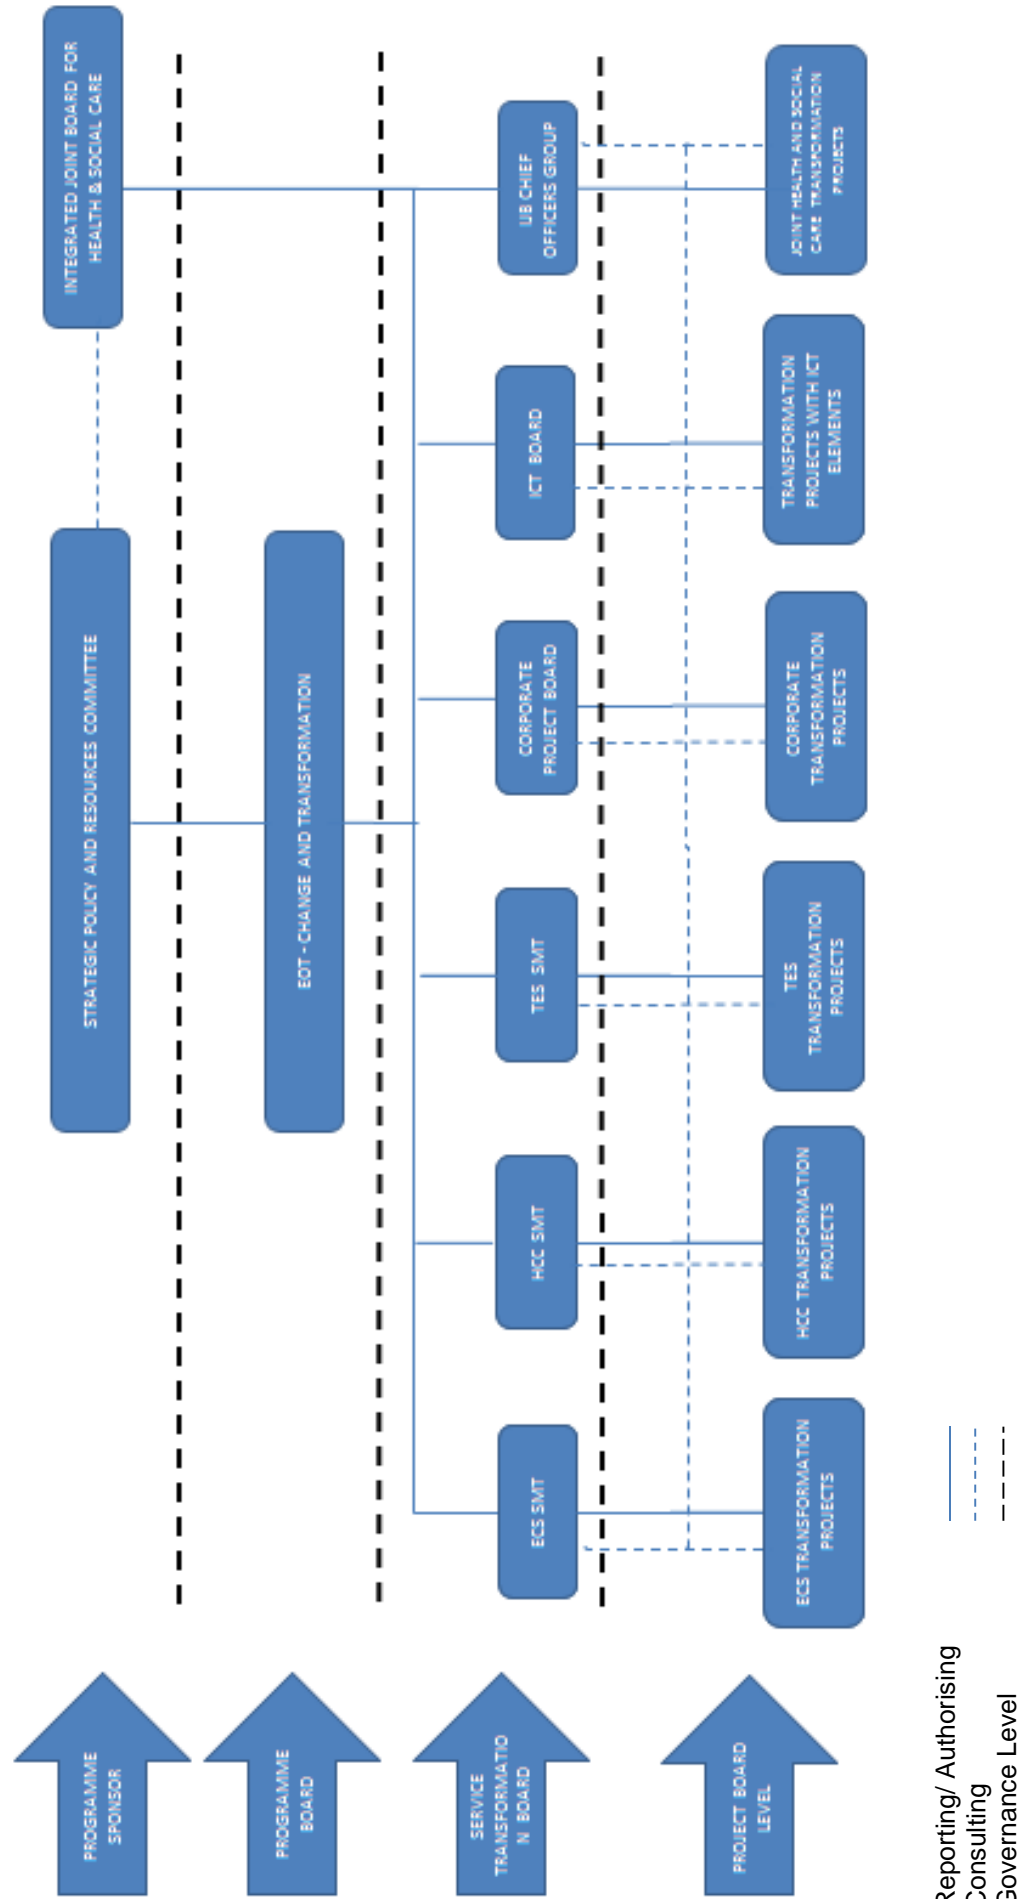 PROGRAMME
SPONSOR
STRATEGIC POLICY AND RESOURCES COMMITTEE
INTEGRATED JOINT BOARD FOR
HEALTH & SOCIAL CARE
PROGRAMME
BOARD
EOT - CHANGE AND TRANSFORMATION
SERVICE
TRANSFORMATIO
N BOARD
ECS SMT
HCC SMT
TES SMT
CORPORATE
PROJECT BOARD
ICT BOARD
IJB CHIEF
OFFICERS GROUP
PROJECT BOARD
LEVEL
ECS TRANSFORMATION
PROJECTS
HCC TRANSFORMATION
PROJECTS
TES
TRANSFORMATION
PROJECTS
CORPORATE
TRANSFORMATION
PROJECTS
TRANSFORMATION
PROJECTS WITH ICT
ELEMENTS
JOINT HEALTH AND SOCIAL
CARE TRANSFORMATION
PROJECTS
Reporting/ Authorising
Consulting
Governance Level